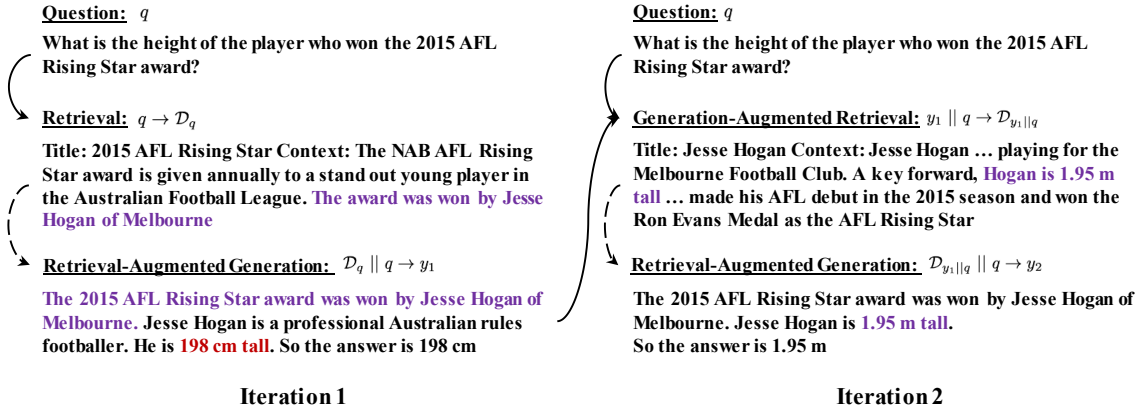 Question: q
What is the height of the player who won the 2015 AFL
Rising Star award?
Retrieval: q → D_q
Title: 2015 AFL Rising Star Context: The NAB AFL Rising
Star award is given annually to a stand out young player in
the Australian Football League. The award was won by Jesse
Hogan of Melbourne
Retrieval-Augmented Generation: D_q || q → y_1
The 2015 AFL Rising Star award was won by Jesse Hogan of
Melbourne. Jesse Hogan is a professional Australian rules
footballer. He is 198 cm tall. So the answer is 198 cm
Iteration 1
Question: q
What is the height of the player who won the 2015 AFL
Rising Star award?
Generation-Augmented Retrieval: y_1 || q → D_{y_1||q}
Title: Jesse Hogan Context: Jesse Hogan … playing for the
Melbourne Football Club. A key forward, Hogan is 1.95 m
tall … made his AFL debut in the 2015 season and won the
Ron Evans Medal as the AFL Rising Star
Retrieval-Augmented Generation: D_{y_1||q} || q → y_2
The 2015 AFL Rising Star award was won by Jesse Hogan of
Melbourne. Jesse Hogan is 1.95 m tall.
So the answer is 1.95 m
Iteration 2